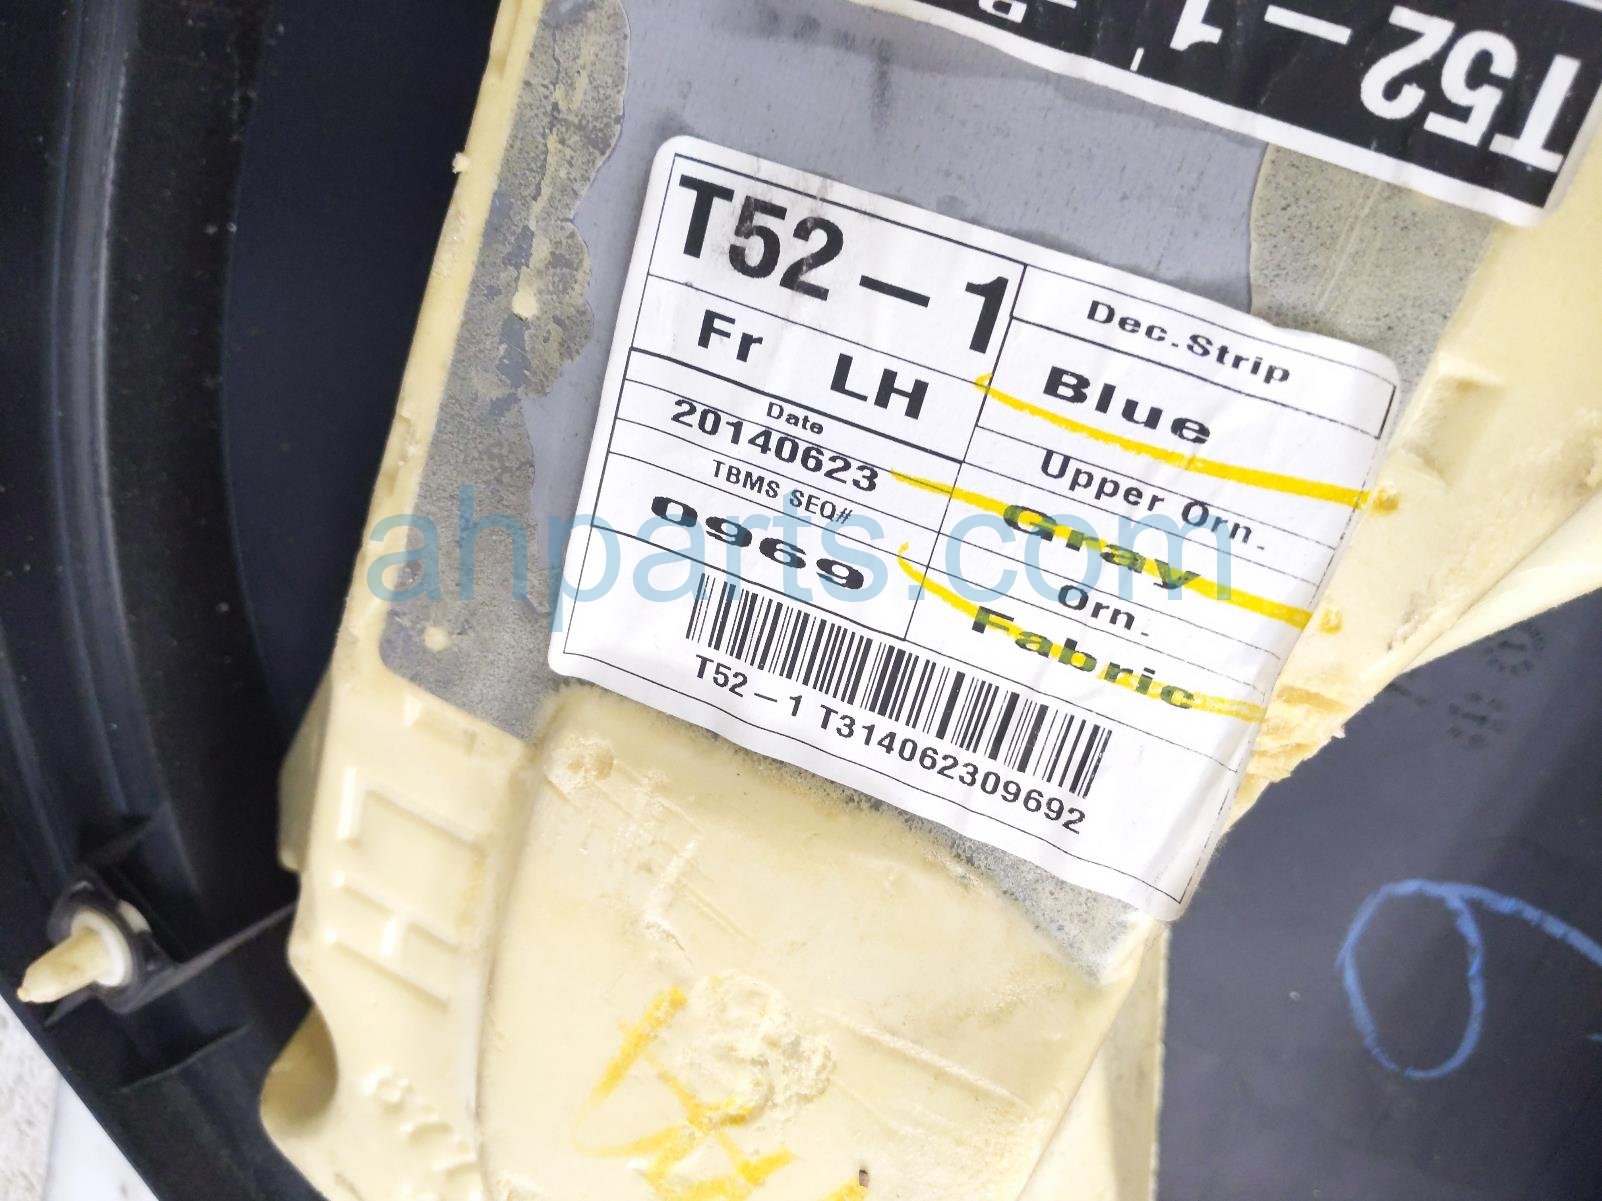 T52-1
T52-1
Fr LH
Date
20140623
TBMS SEQ#
0969
Dec.Strip
Blue
Upper Orn.
Gray
Orn.
Fabric
T52-1 T314062309692
ahparts.com
LH